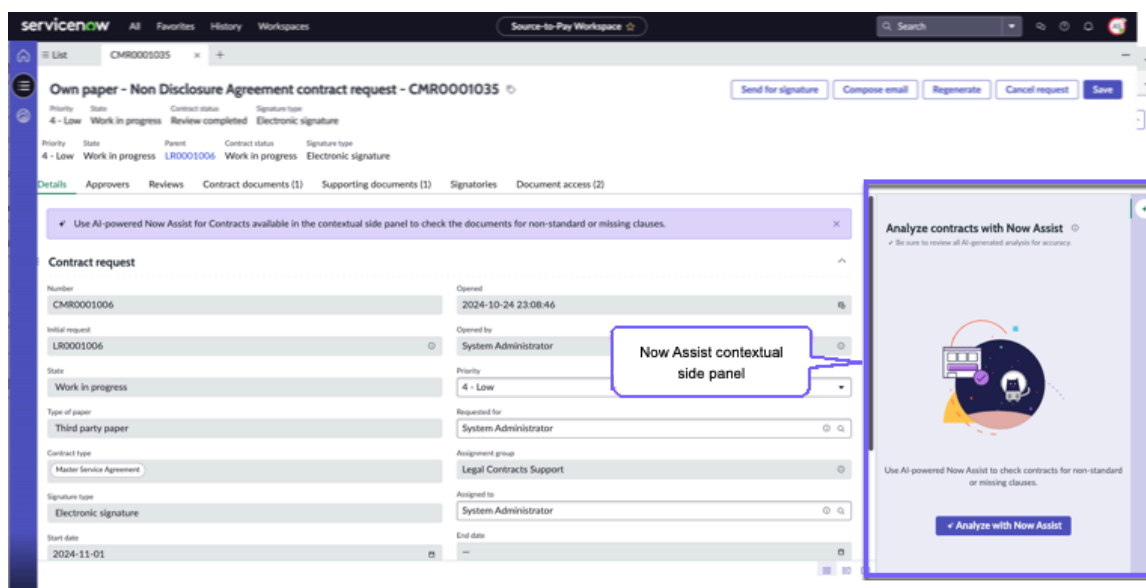 servicenow All Favorites History Workspaces Source-to-Pay Workspace Search
List CMR0001035
Own paper - Non Disclosure Agreement contract request - CMR0001035
Send for signature Compose email Regenerate Cancel request Save
Priority State Contract status Signature type
4 - Low Work in progress Review completed Electronic signature
Priority State Parent Contract status Signature type
4 - Low Work in progress LR0001006 Work in progress Electronic signature
Details Approvers Reviews Contract documents (1) Supporting documents (1) Signatories Document access (2)
Use AI-powered Now Assist for Contracts available in the contextual side panel to check the documents for non-standard or missing clauses.
Contract request
Number
CMR0001006
Initial request
LR0001006
State
Work in progress
Type of paper
Third party paper
Contract type
Master Service Agreement
Signature type
Electronic signature
Start date
2024-11-01
Opened
2024-10-24 23:08:46
Opened by
System Administrator
Priority
4 - Low
Requested for
System Administrator
Assignment group
Legal Contracts Support
Assigned to
System Administrator
End date
—
Now Assist contextual
side panel
Analyze contracts with Now Assist
Be sure to review all AI-generated analysis for accuracy.
Use AI-powered Now Assist to check contracts for non-standard
or missing clauses.
Analyze with Now Assist